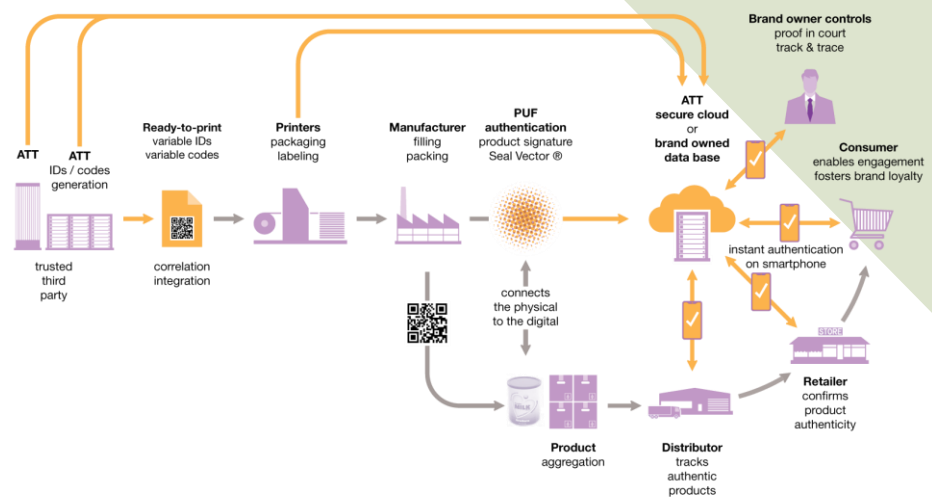 Brand owner controls
proof in court
track & trace
ATT
ATT
IDs / codes
generation
trusted
third
party
Ready-to-print
variable IDs
variable codes
correlation
integration
Printers
packaging
labeling
Manufacturer
filling
packing
PUF
authentication
product signature
Seal Vector ®
connects
the physical
to the digital
ATT
secure cloud
or
brand owned
data base
Consumer
enables engagement
fosters brand loyalty
instant authentication
on smartphone
STORE
Retailer
confirms
product
authenticity
MILK
Product
aggregation
Distributor
tracks
authentic
products